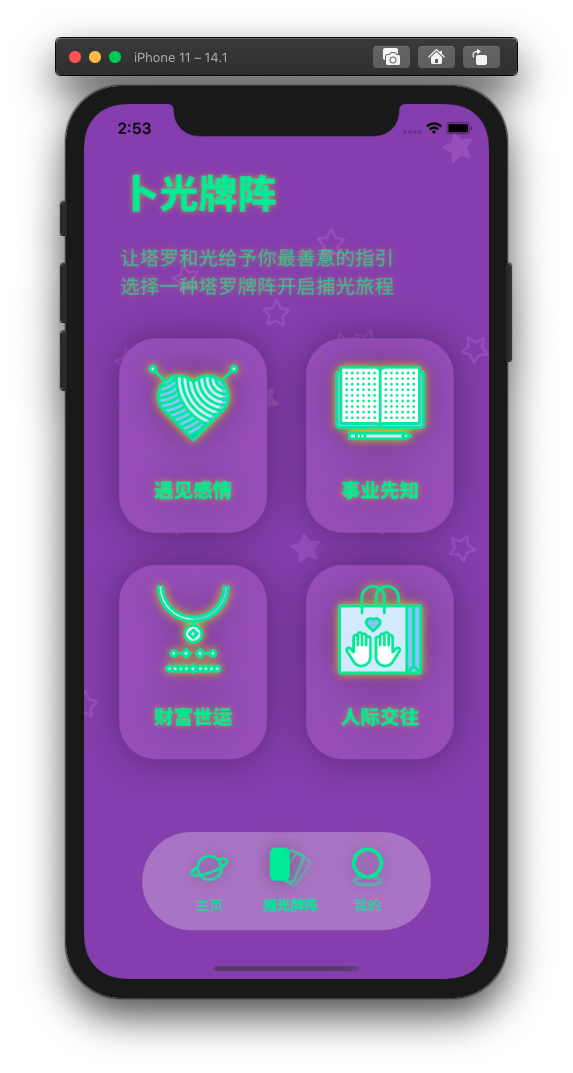 iPhone 11 – 14.1
2:53
卜光牌阵
让塔罗和光给予你最善意的指引
选择一种塔罗牌阵开启捕光旅程
遇见感情
事业先知
财富世运
人际交往
主页
捕光牌阵
我的